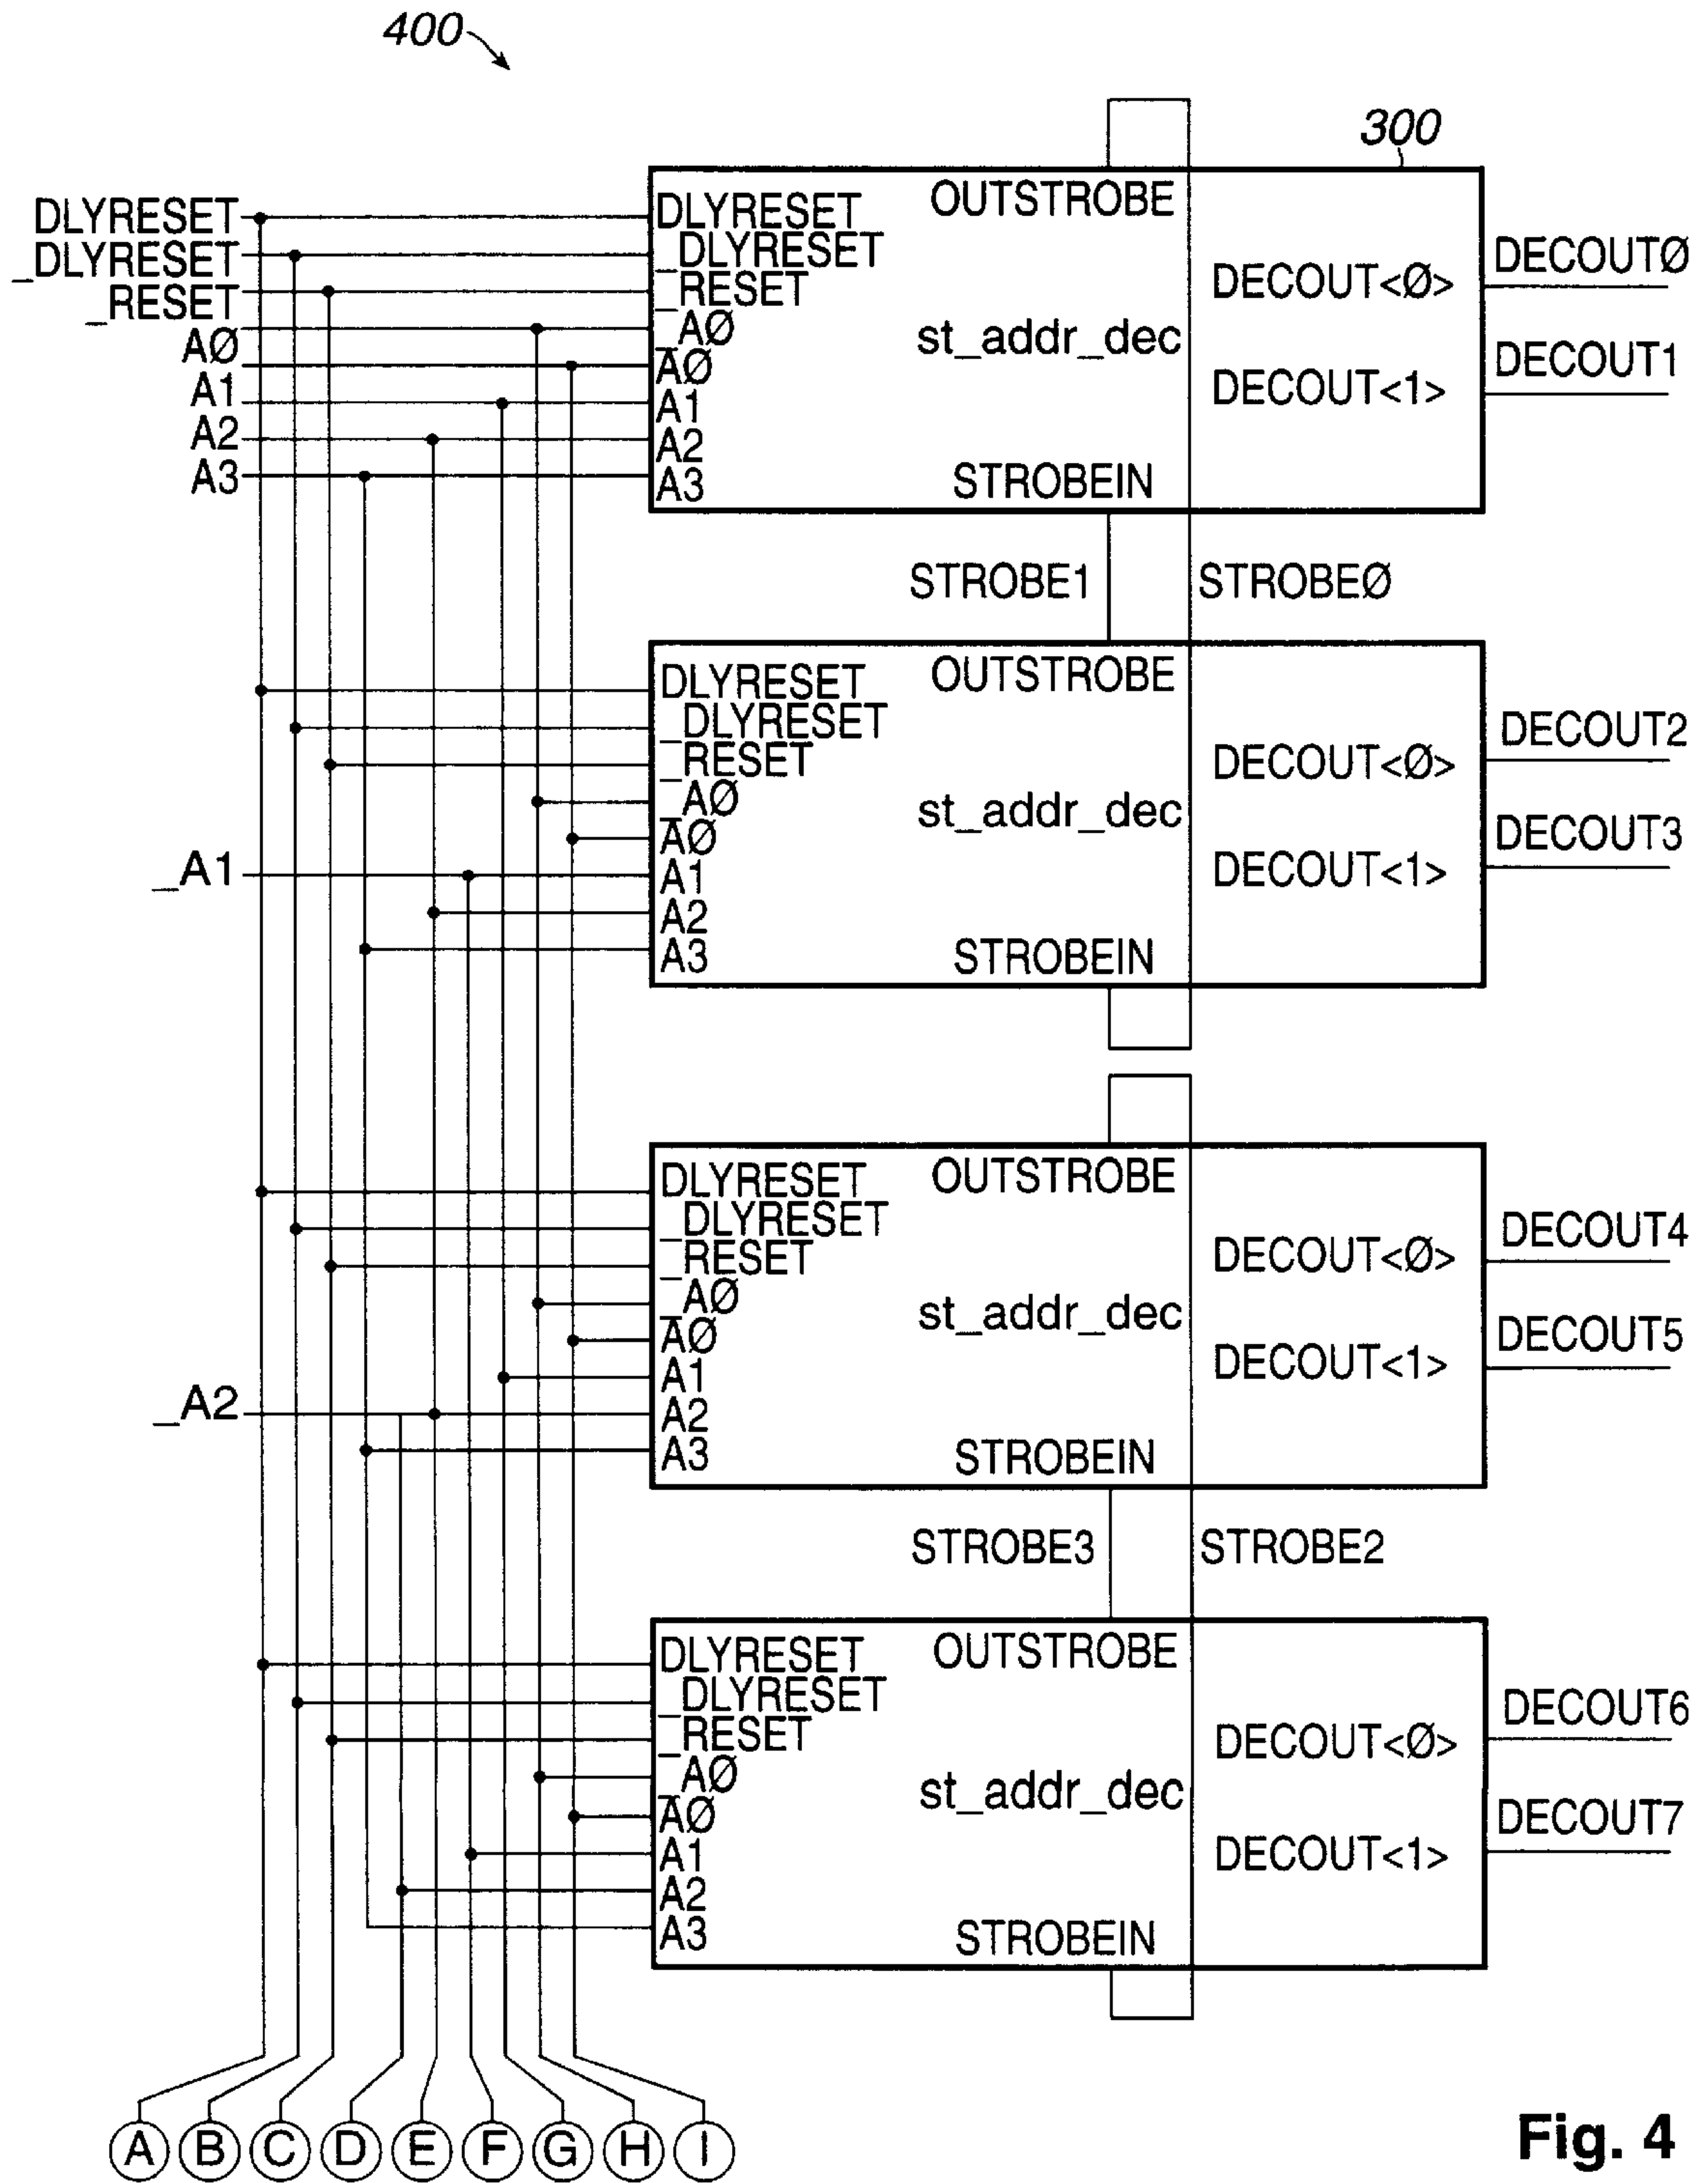 400
300
DLYRESET
_DLYRESET
_RESET
AØ
A1
A2
A3
DLYRESET
_DLYRESET
_RESET
_AØ
AØ
A1
A2
A3
OUTSTROBE
st_addr_dec
STROBEIN
DECOUT<Ø>
DECOUT<1>
DECOUTØ
DECOUT1
STROBE1
STROBEØ
_A1
DLYRESET
_DLYRESET
_RESET
_AØ
AØ
A1
A2
A3
OUTSTROBE
st_addr_dec
STROBEIN
DECOUT<Ø>
DECOUT<1>
DECOUT2
DECOUT3
_A2
DLYRESET
_DLYRESET
_RESET
_AØ
AØ
A1
A2
A3
OUTSTROBE
st_addr_dec
STROBEIN
DECOUT<Ø>
DECOUT<1>
DECOUT4
DECOUT5
STROBE3
STROBE2
DLYRESET
_DLYRESET
_RESET
_AØ
AØ
A1
A2
A3
OUTSTROBE
st_addr_dec
STROBEIN
DECOUT<Ø>
DECOUT<1>
DECOUT6
DECOUT7
A B C D E F G H I
Fig. 4